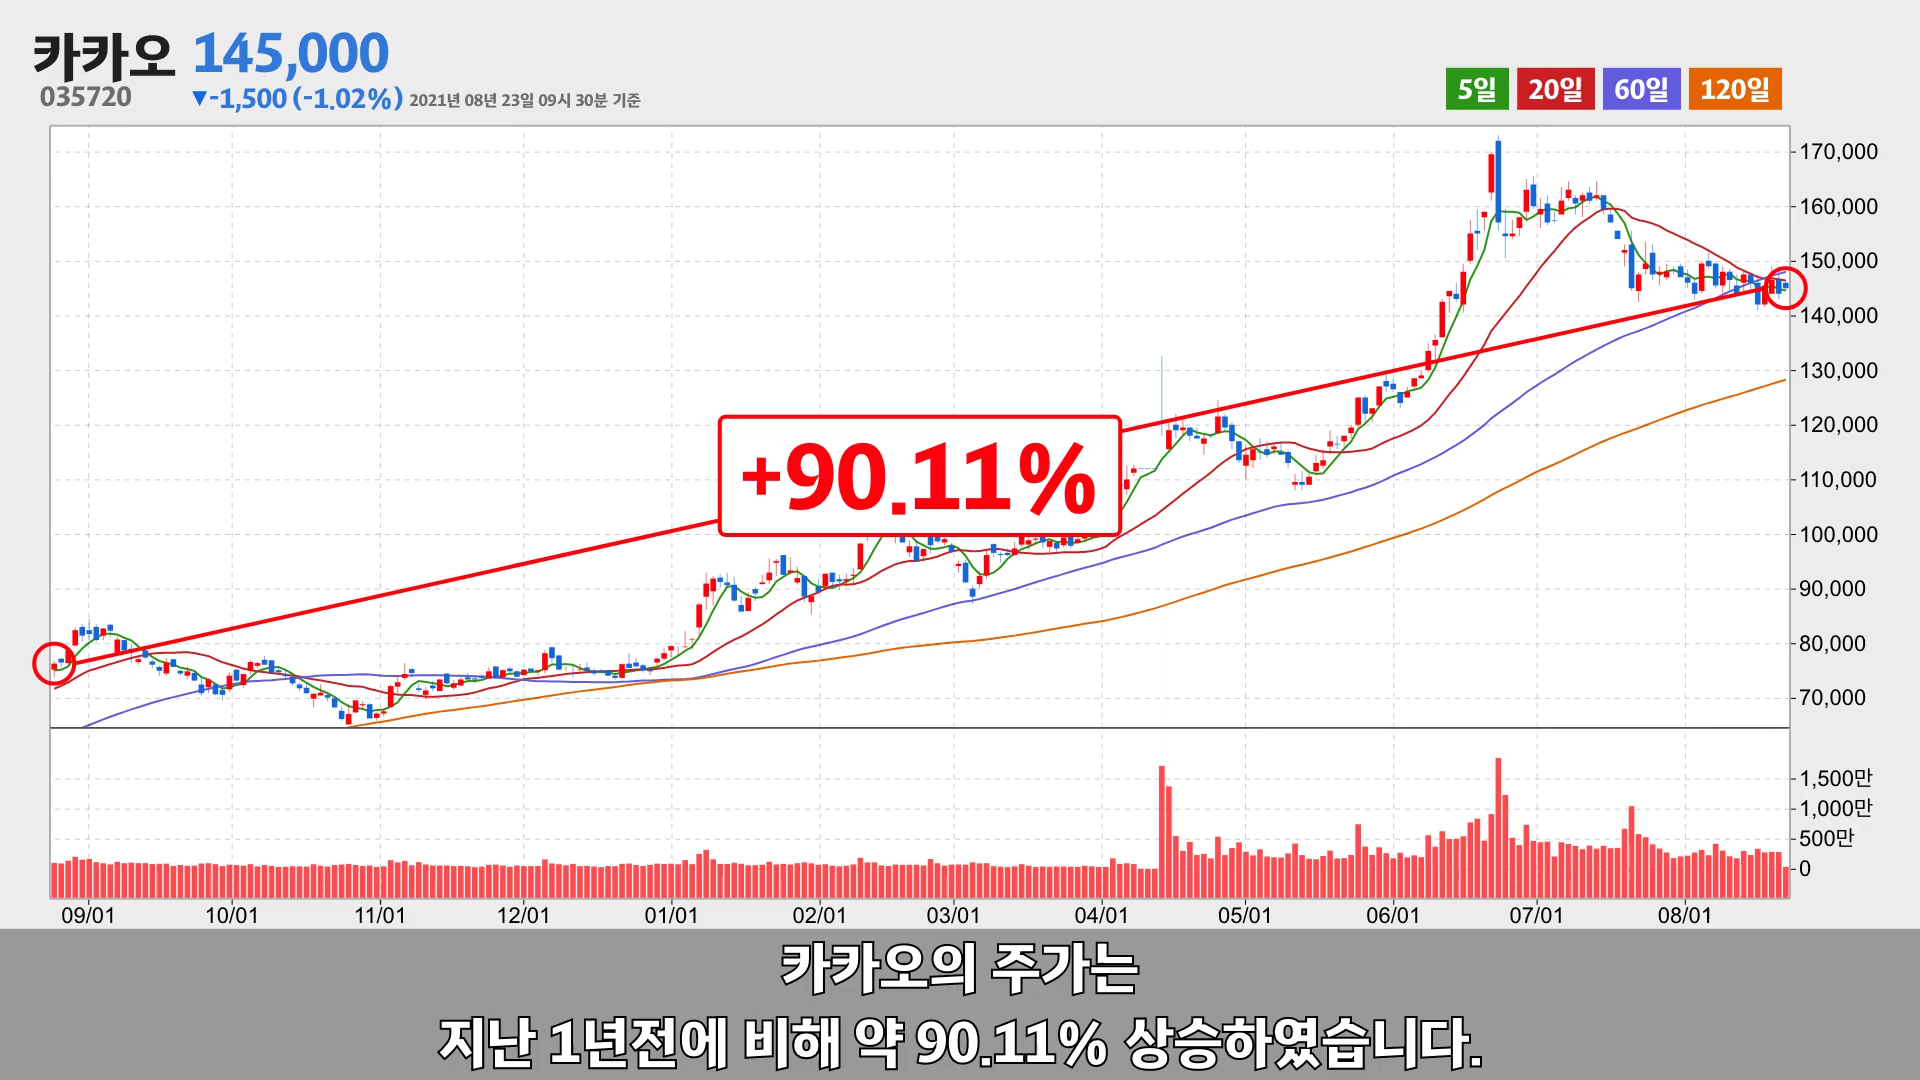 카카오 145,000
035720 ▼-1,500 (-1.02%) 2021년 08년 23일 09시 30분 기준
5일 20일 60일 120일
170,000
160,000
150,000
140,000
130,000
120,000
110,000
100,000
90,000
80,000
70,000
+90.11%
1,500만
1,000만
500만
0
09/01 10/01 11/01 12/01 01/01 02/01 03/01 04/01 05/01 06/01 07/01 08/01
카카오의 주가는
지난 1년전에 비해 약 90.11% 상승하였습니다.